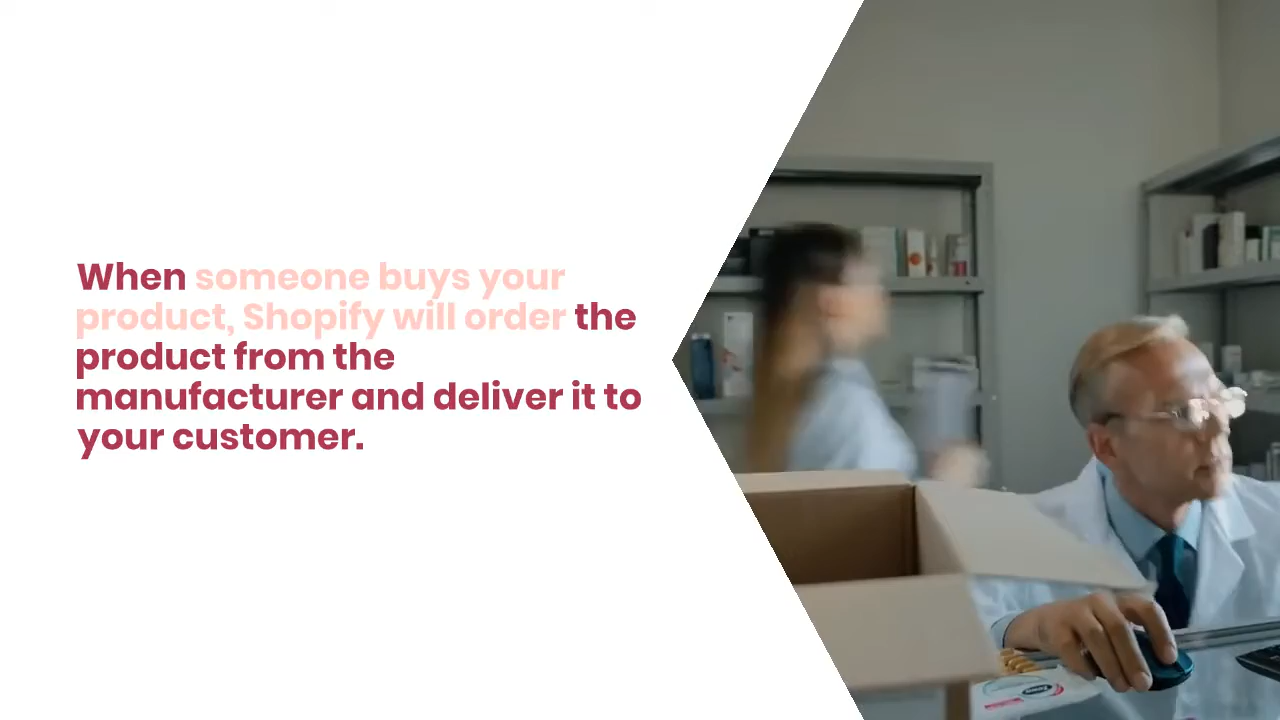 When someone buys your
product, Shopify will order the
product from the
manufacturer and deliver it to
your customer.